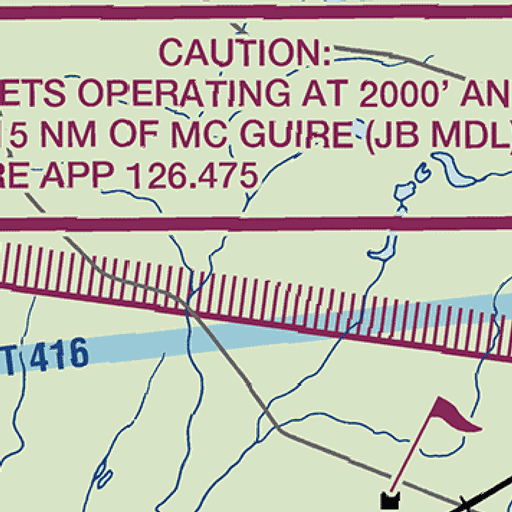 CAUTION:
ETS OPERATING AT 2000' AN
5 NM OF MC GUIRE (JB MDL)
RE APP 126.475
T 416